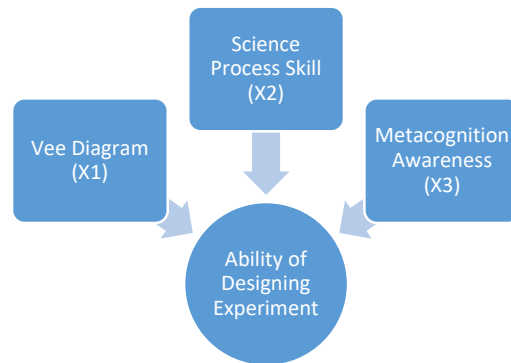 Science
Process Skill
(X2)
Vee Diagram
(X1)
Metacognition
Awareness
(X3)
Ability of
Designing
Experiment